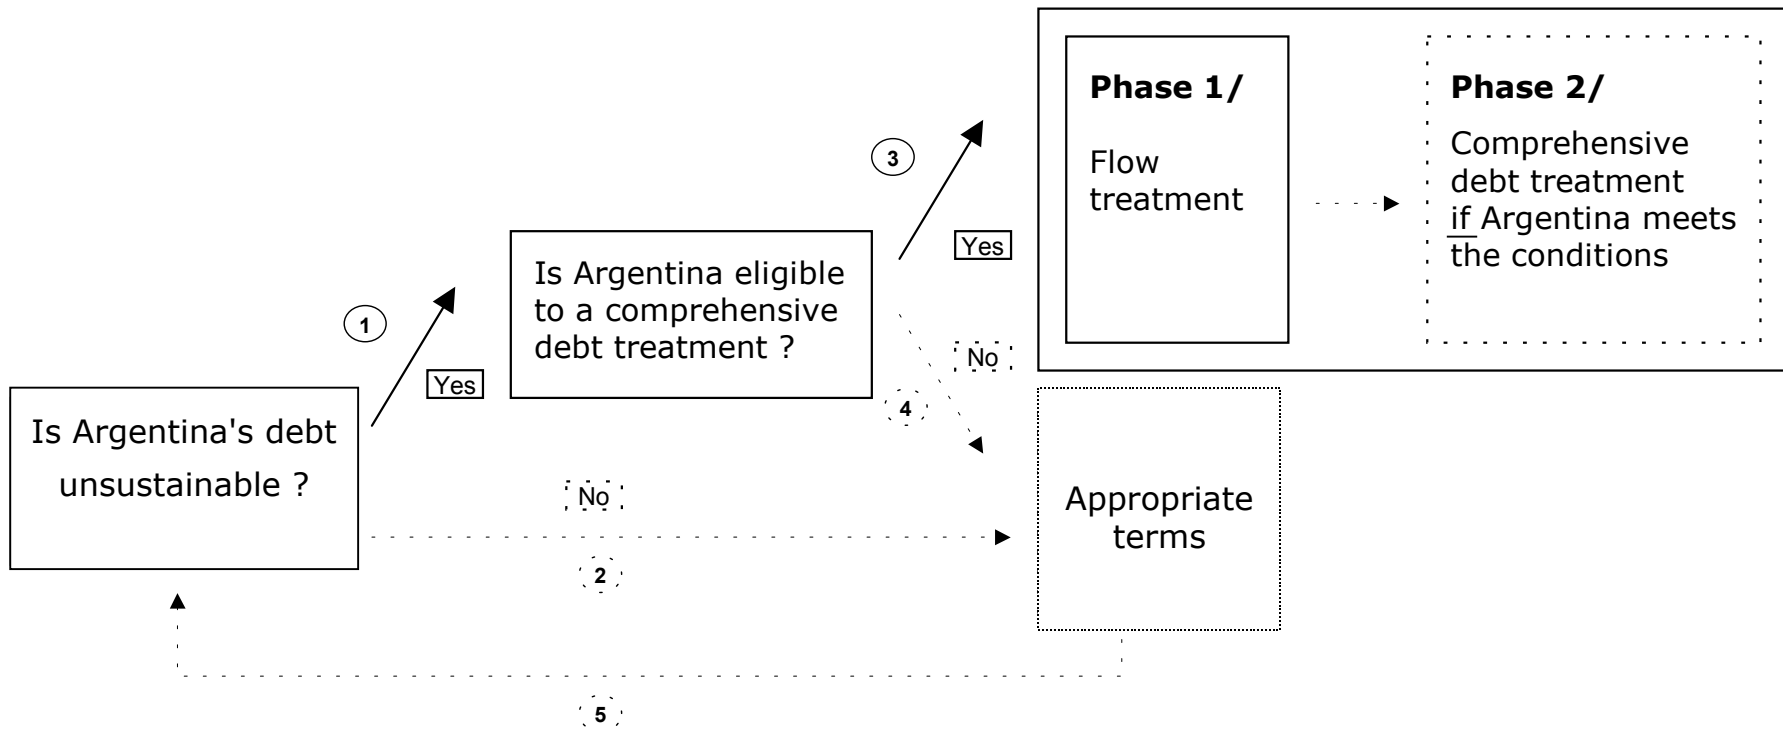 Phase 1/
Flow
treatment
Phase 2/
Comprehensive
debt treatment
if Argentina meets
the conditions
3
Yes
Is Argentina eligible
to a comprehensive
debt treatment ?
1
Yes
No
4
Is Argentina's debt
unsustainable ?
No
2
Appropriate
terms
5